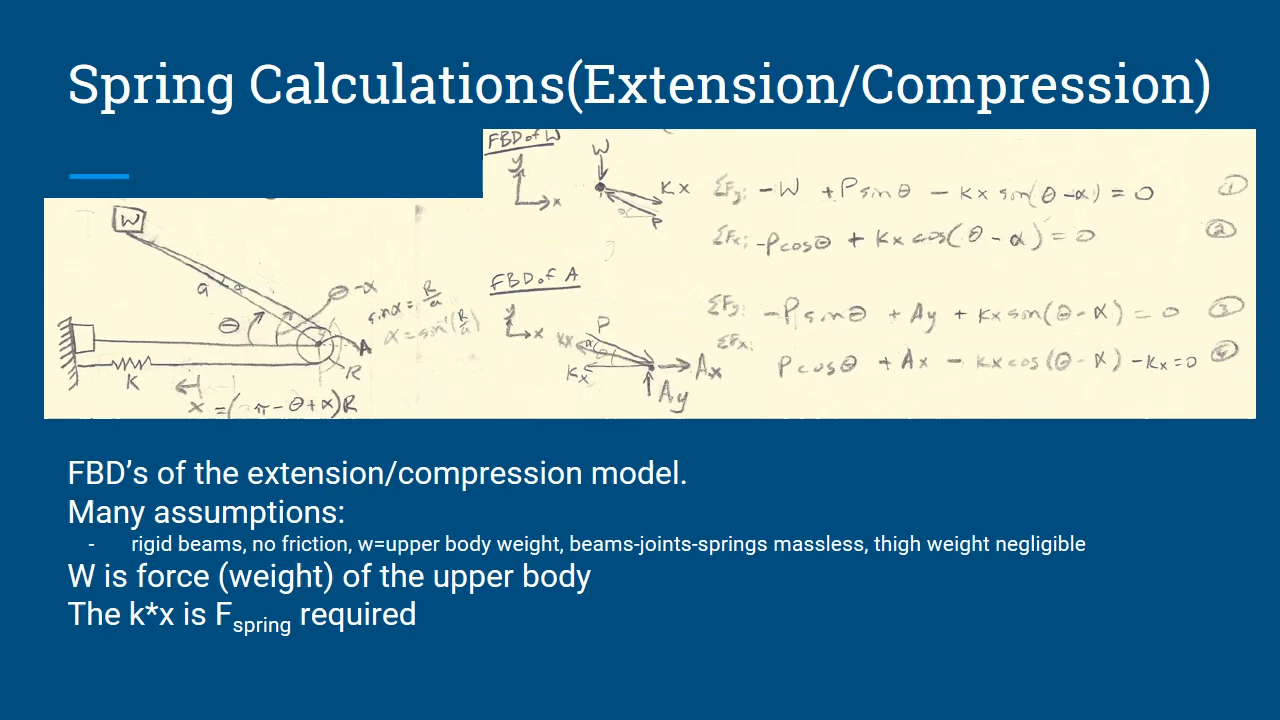 Spring Calculations(Extension/Compression)
FBD of W
y
x
W
Kx
P
ΣFy: -W + Psinθ - Kx sin(θ-α) = 0 ①
ΣFx: -Pcosθ + Kx cos(θ-α) = 0 ②
W
a
α
θ-α
θ
sinα = R/a
α = sin⁻¹(R/a)
A
R
K
x = (π-θ+α)R
FBD of A
y
x
P
Kx
α
θ
Kx
Ax
Ay
ΣFy: -Psinθ + Ay + Kx sin(θ-α) = 0 ③
ΣFx: Pcosθ + Ax - Kx cos(θ-α) - Kx = 0 ④
FBD’s of the extension/compression model.
Many assumptions:
- rigid beams, no friction, w=upper body weight, beams-joints-springs massless, thigh weight negligible
W is force (weight) of the upper body
The k*x is Fspring required